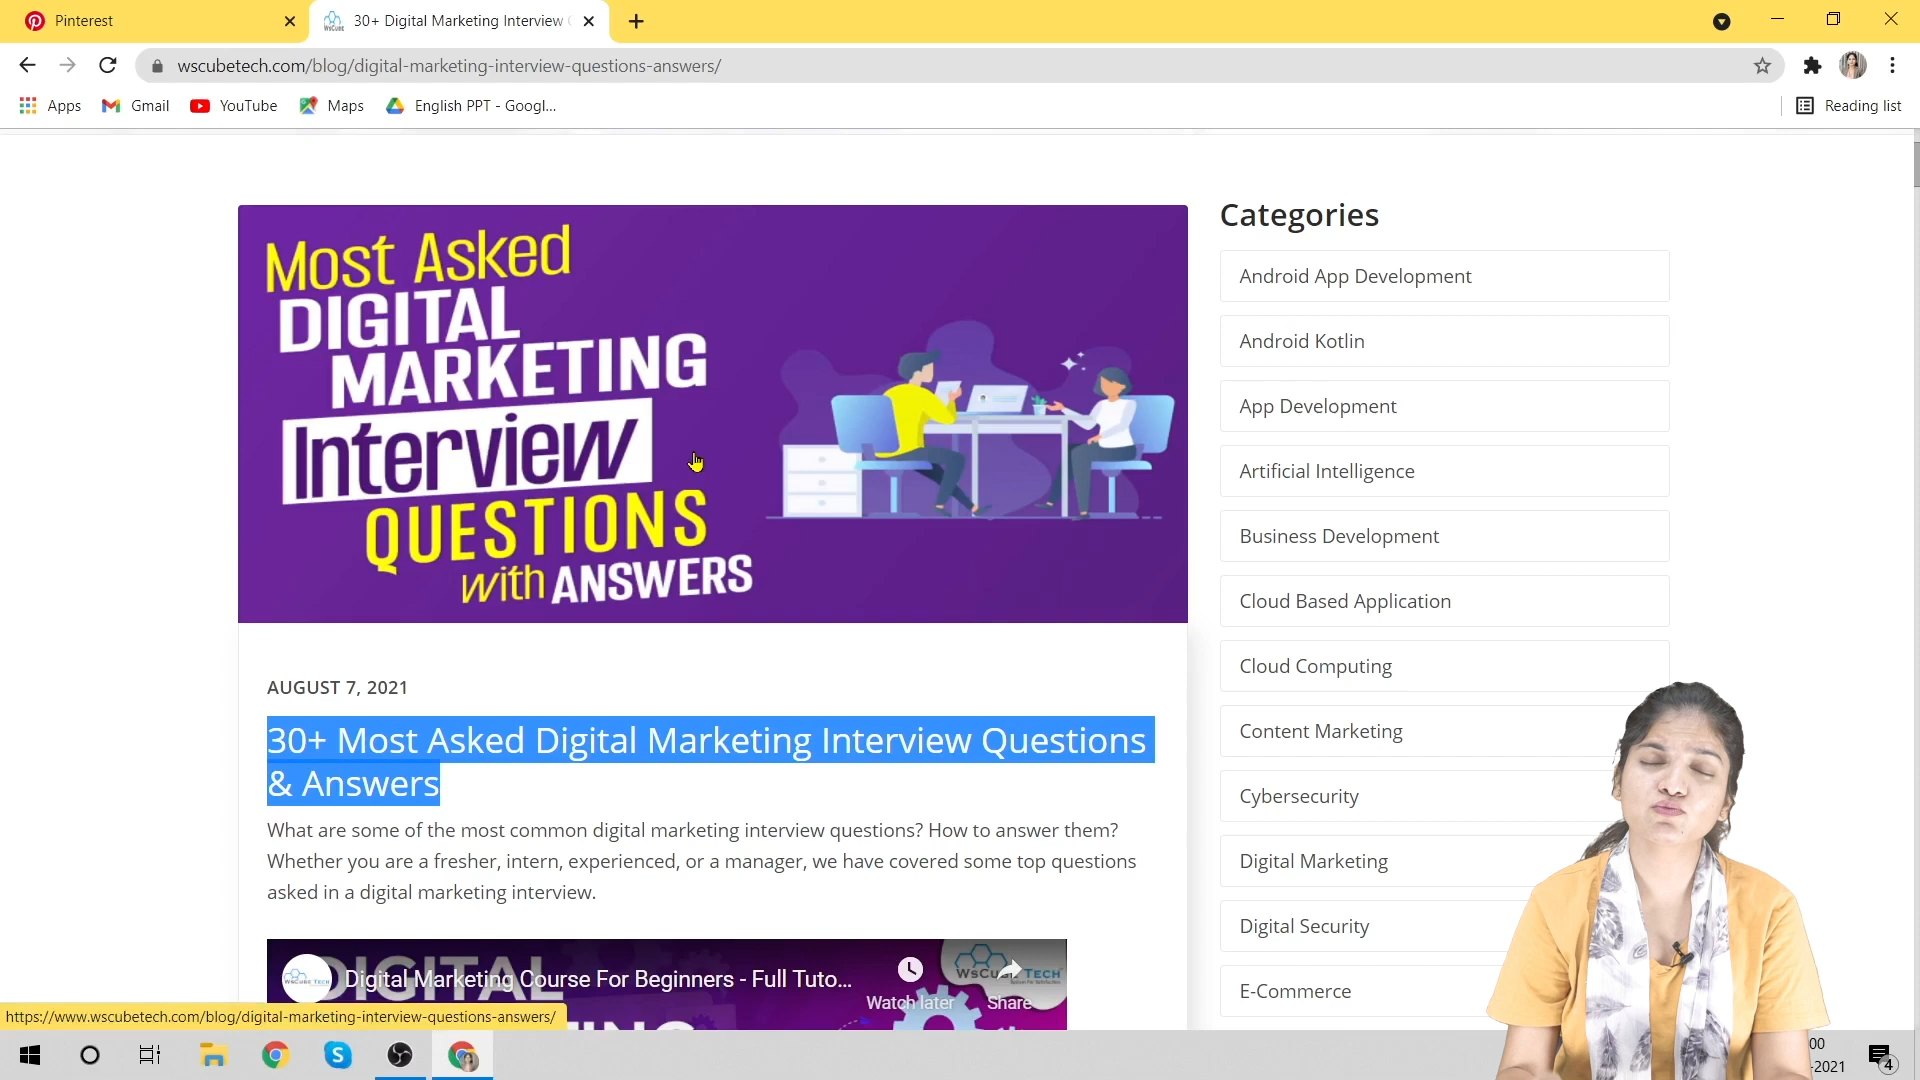 Pinterest
30+ Digital Marketing Interview
wscubetech.com/blog/digital-marketing-interview-questions-answers/
Apps
Gmail
YouTube
Maps
English PPT - Googl...
Reading list
Most Asked
DIGITAL
MARKETING
Interview
QUESTIONS
with ANSWERS
AUGUST 7, 2021
30+ Most Asked Digital Marketing Interview Questions
& Answers
What are some of the most common digital marketing interview questions? How to answer them?
Whether you are a fresher, intern, experienced, or a manager, we have covered some top questions
asked in a digital marketing interview.
DIGITAL
Digital Marketing Course For Beginners - Full Tuto...
Watch later
Share
WsCube Tech
Categories
Android App Development
Android Kotlin
App Development
Artificial Intelligence
Business Development
Cloud Based Application
Cloud Computing
Content Marketing
Cybersecurity
Digital Marketing
Digital Security
E-Commerce
https://www.wscubetech.com/blog/digital-marketing-interview-questions-answers/
00
-2021
4